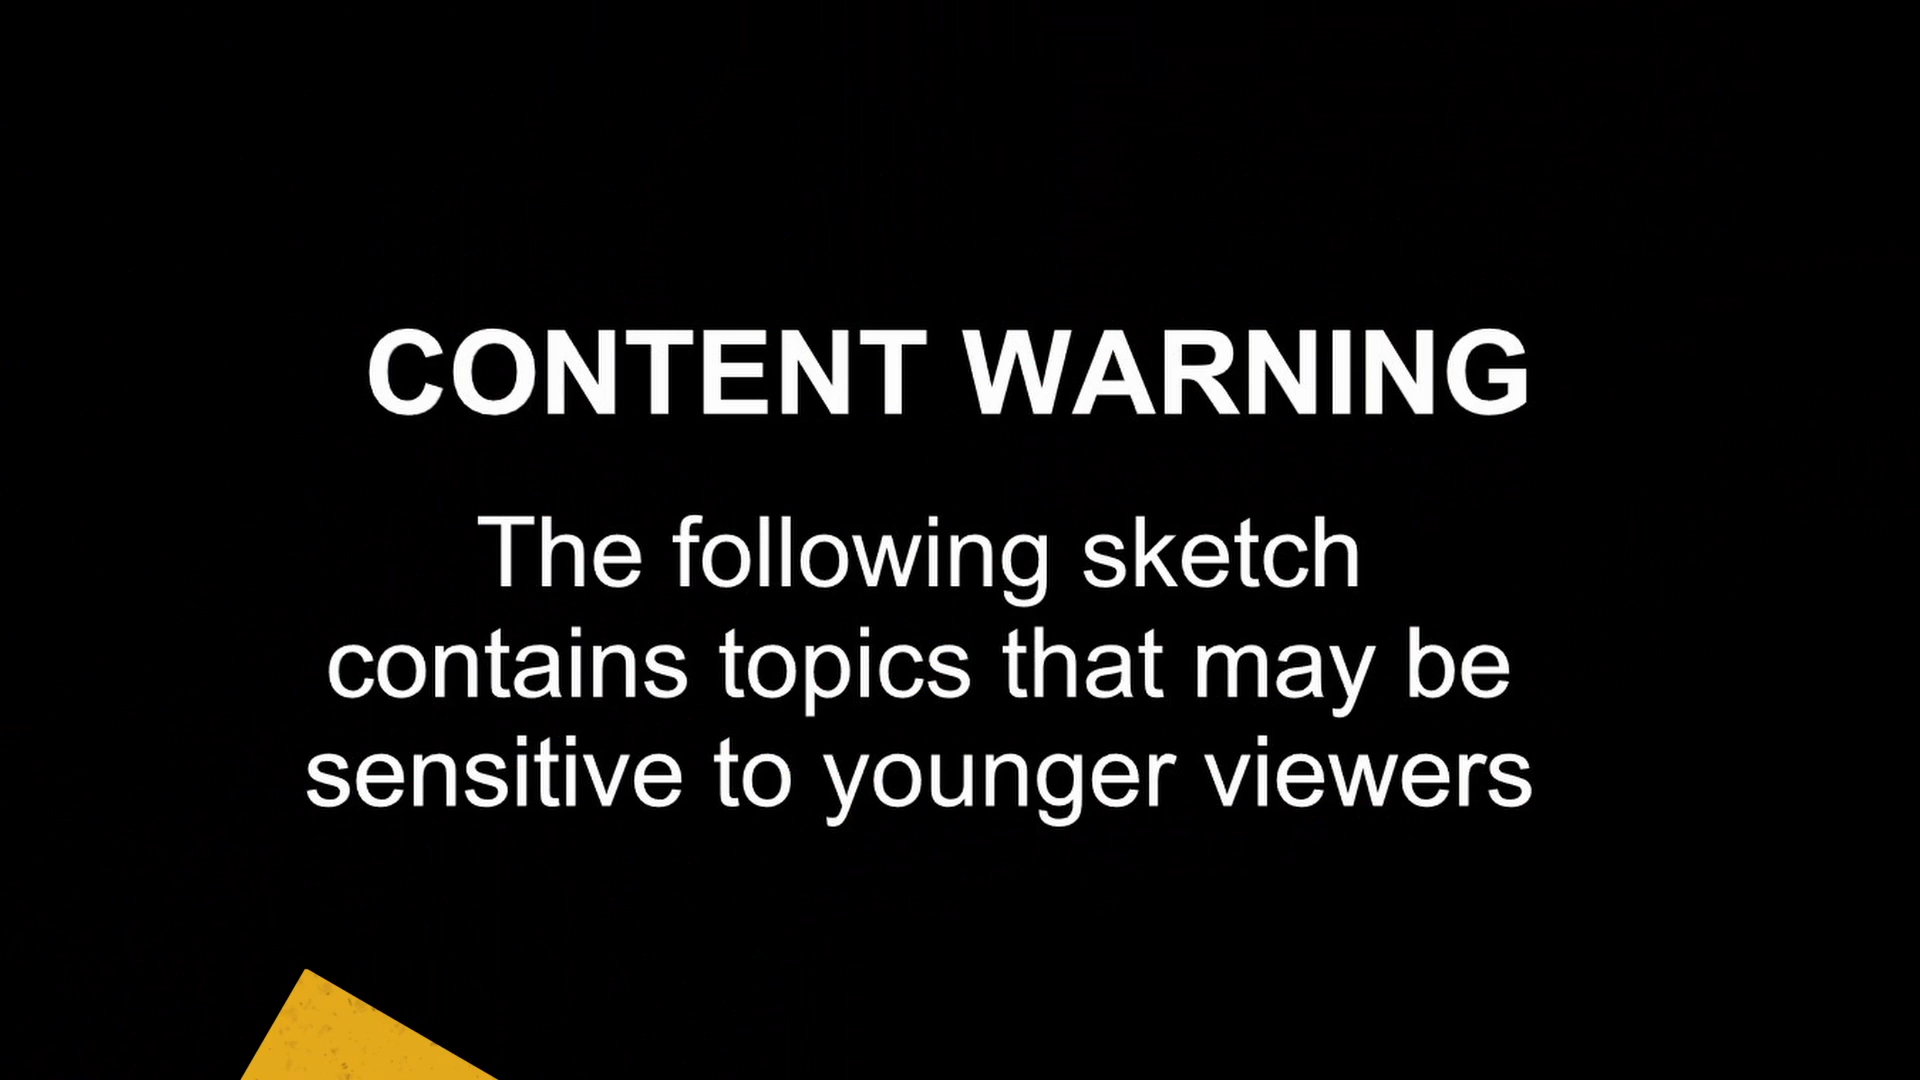 CONTENT WARNING
The following sketch
contains topics that may be
sensitive to younger viewers